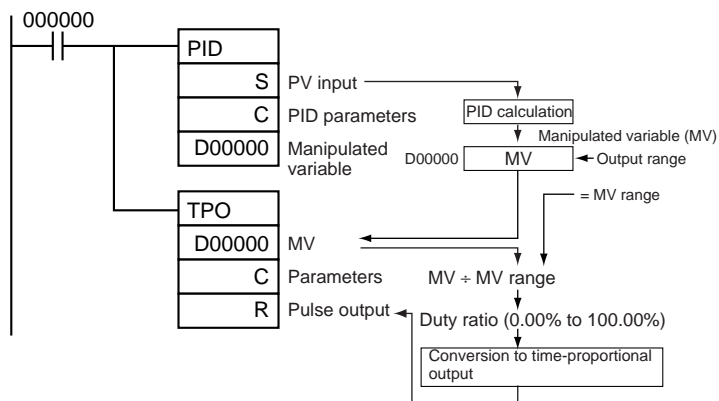 000000
PID
S PV input
C PID parameters
D00000 Manipulated
variable
PID calculation
Manipulated variable (MV)
D00000 MV Output range
= MV range
TPO
D00000 MV
C Parameters
R Pulse output
MV ÷ MV range
Duty ratio (0.00% to 100.00%)
Conversion to time-proportional
output